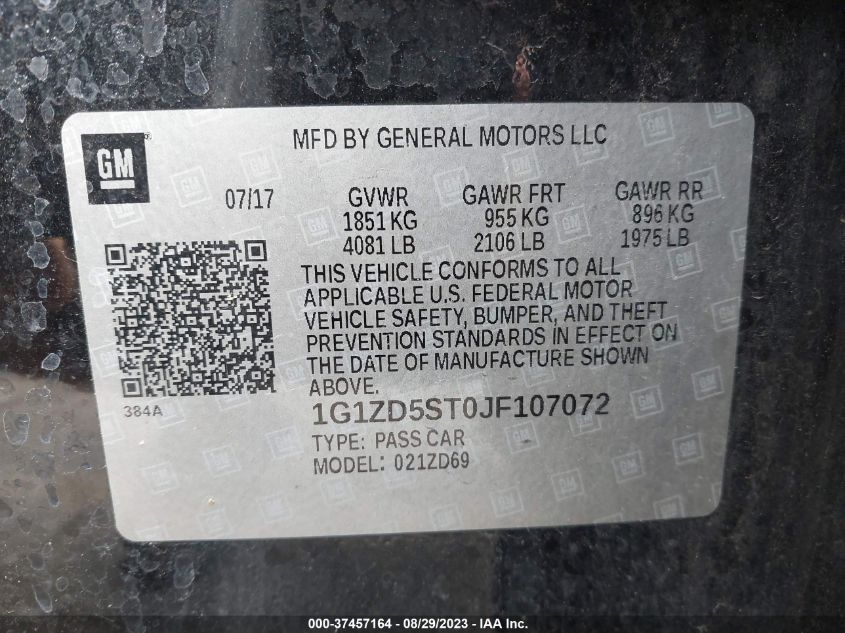 GM
MFD BY GENERAL MOTORS LLC
07/17
GVWR GAWR FRT GAWR RR
1851 KG 955 KG 896 KG
4081 LB 2106 LB 1975 LB
THIS VEHICLE CONFORMS TO ALL
APPLICABLE U.S. FEDERAL MOTOR
VEHICLE SAFETY, BUMPER, AND THEFT
PREVENTION STANDARDS IN EFFECT ON
THE DATE OF MANUFACTURE SHOWN
ABOVE.
384A
1G1ZD5ST0JF107072
TYPE: PASS CAR
MODEL: 021ZD69
000-37457164 - 08/29/2023 - IAA Inc.